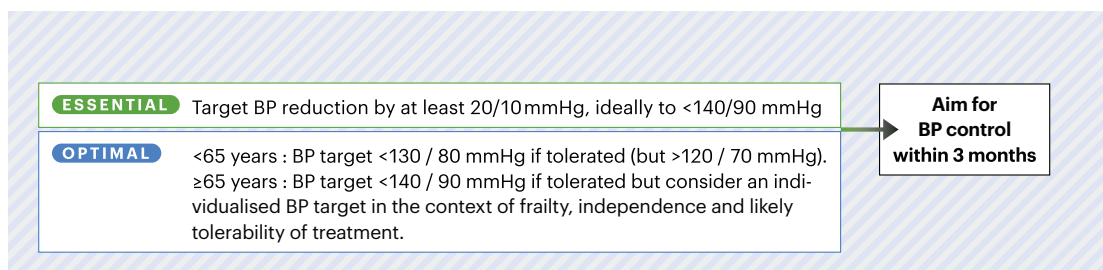 ESSENTIAL Target BP reduction by at least 20/10 mmHg, ideally to <140/90 mmHg
OPTIMAL <65 years : BP target <130 / 80 mmHg if tolerated (but >120 / 70 mmHg).
≥65 years : BP target <140 / 90 mmHg if tolerated but consider an indi-
vidualised BP target in the context of frailty, independence and likely
tolerability of treatment.
Aim for
BP control
within 3 months